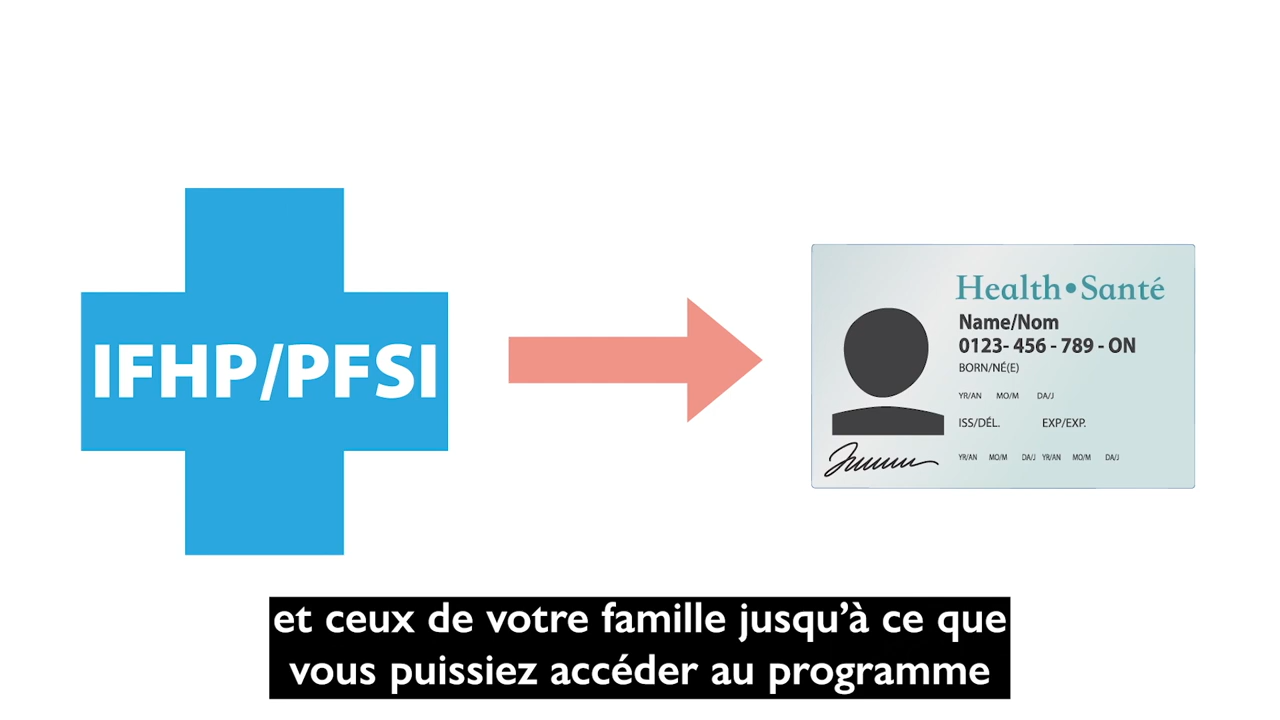 IFHP/PFSI
Health•Santé
Name/Nom
0123- 456 - 789 - ON
BORN/NÉ(E)
YR/AN MO/M DA/J
ISS/DÉL. EXP/EXP.
YR/AN MO/M DA/J YR/AN MO/M DA/J
et ceux de votre famille jusqu’à ce que
vous puissiez accéder au programme